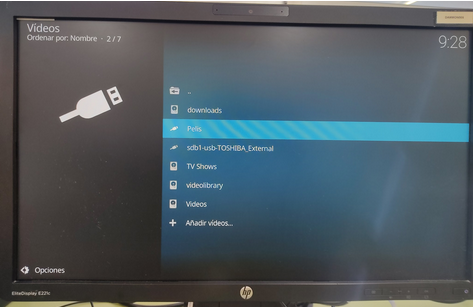 Vídeos
Ordenar por: Nombre · 2 / 7
9:28
..
downloads
Pelis
sdb1-usb-TOSHIBA_External
TV Shows
videolibrary
Videos
Añadir vídeos...
Opciones
EliteDisplay E221c
hp